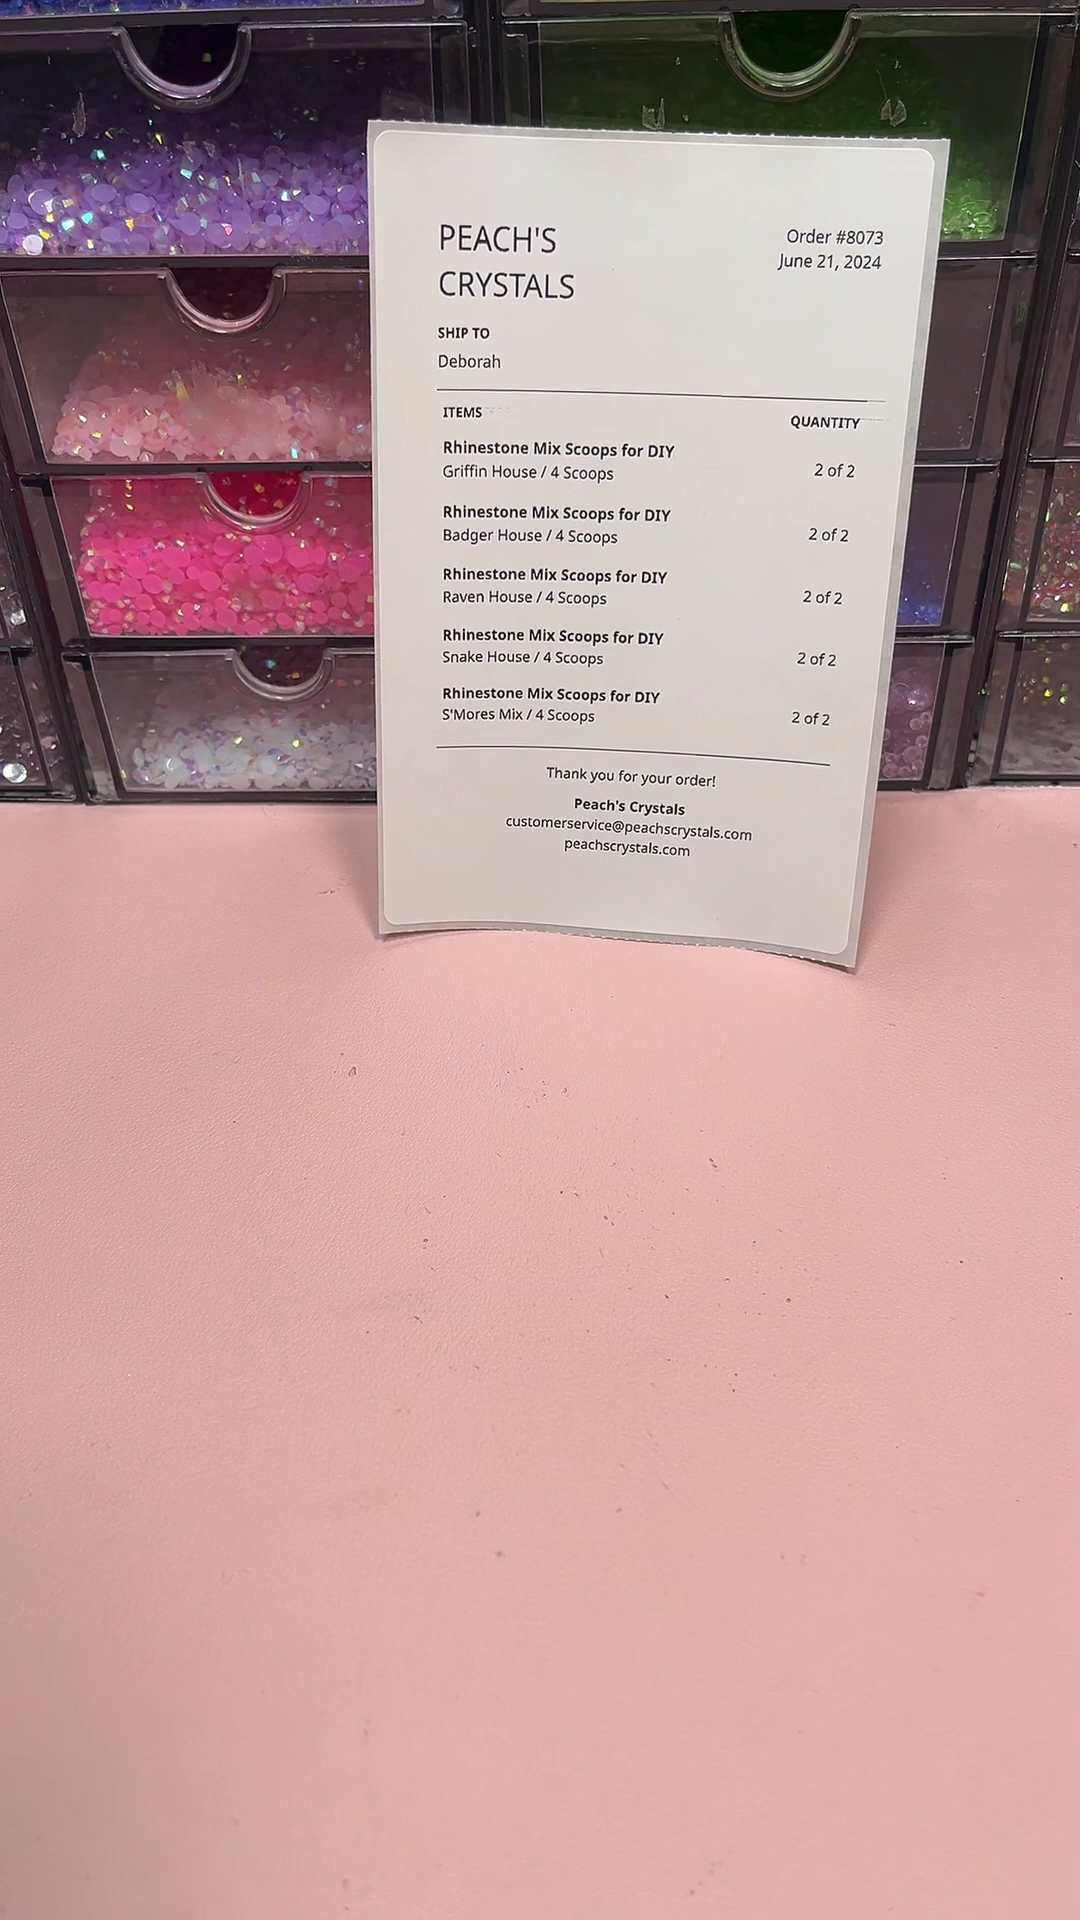 PEACH'S
CRYSTALS
Order #8073
June 21, 2024
SHIP TO
Deborah
ITEMS QUANTITY
Rhinestone Mix Scoops for DIY
Griffin House / 4 Scoops 2 of 2
Rhinestone Mix Scoops for DIY
Badger House / 4 Scoops 2 of 2
Rhinestone Mix Scoops for DIY
Raven House / 4 Scoops 2 of 2
Rhinestone Mix Scoops for DIY
Snake House / 4 Scoops 2 of 2
Rhinestone Mix Scoops for DIY
S'Mores Mix / 4 Scoops 2 of 2
Thank you for your order!
Peach's Crystals
customerservice@peachscrystals.com
peachscrystals.com